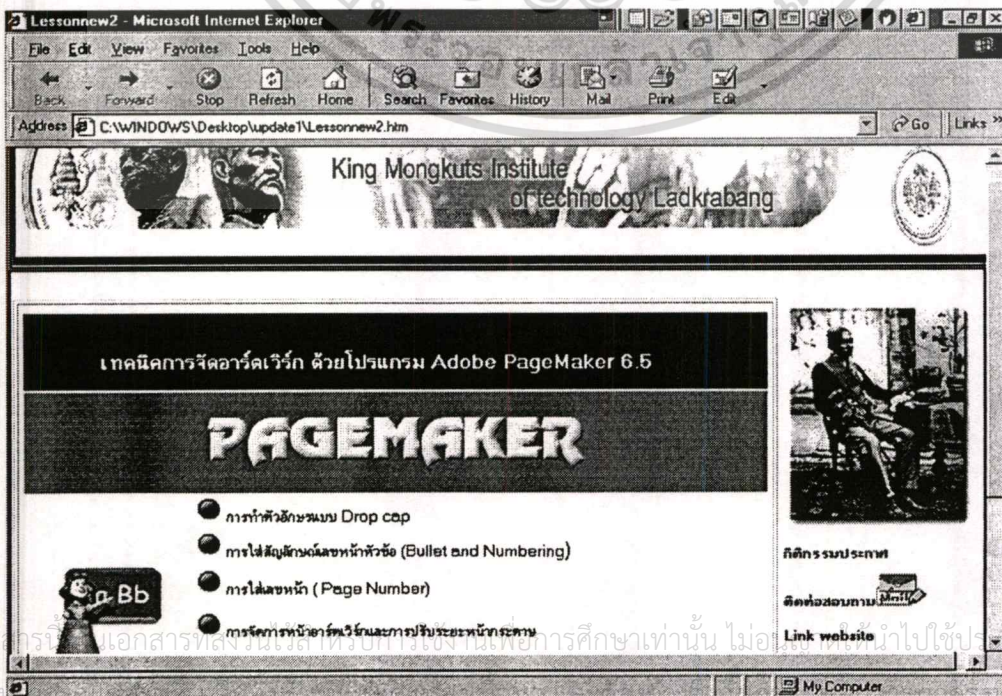 Lessonnew2 - Microsoft Internet Explorer
File Edit View Favorites Tools Help
Back Forward Stop Refresh Home Search Favorites History Mail Print Edit
Address C:\WINDOWS\Desktop\update1\Lessonnew2.htm Go Links »
King Mongkuts Institute
of technology Ladkrabang
เทคนิคการจัดอาร์ตเวิร์ก ด้วยโปรแกรม Adobe PageMaker 6.5
PAGEMAKER
การทำตัวอักษรแบบ Drop cap
การใส่สัญลักษณ์เลขหน้าหัวข้อ (Bullet and Numbering)
การใส่เลขหน้า ( Page Number)
การจัดการหน้าอาร์ตเวิร์กและการปรับระยะหน้ากระดาษ
Bb
กิติกรรมประกาศ
ติดต่อสอบถาม Mail
Link website
เอกสารที่สงวนไว้สำหรับการใช้งานเพื่อการศึกษาเท่านั้น ไม่อนุญาตให้นำไปใช้
My Computer